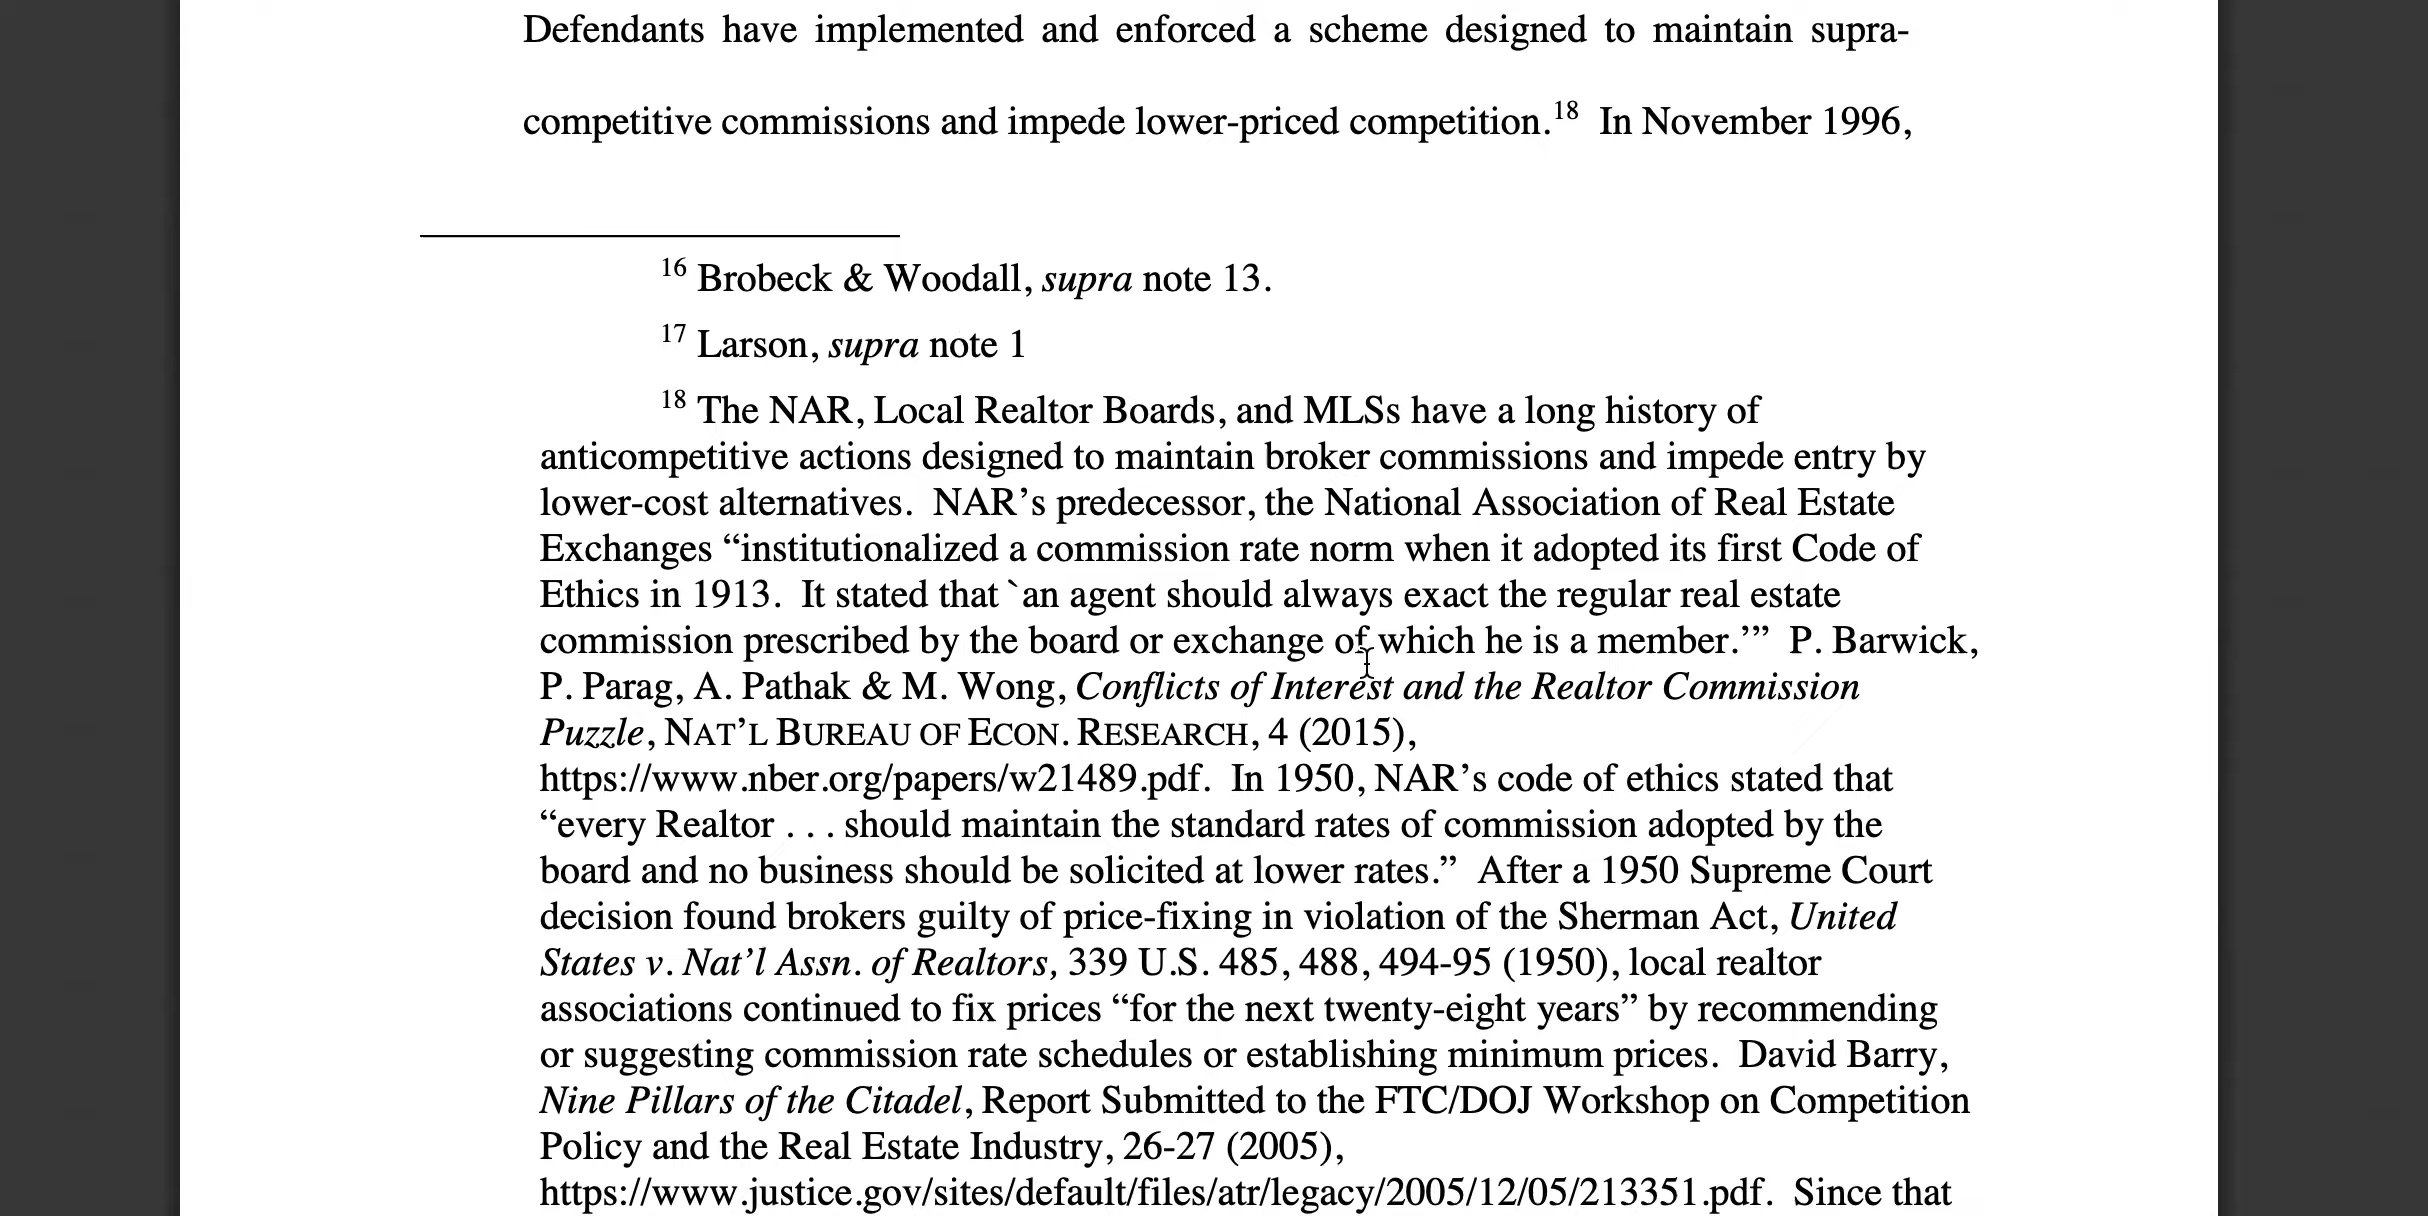 Defendants have implemented and enforced a scheme designed to maintain supra-
competitive commissions and impede lower-priced competition.18 In November 1996,
16 Brobeck & Woodall, supra note 13.
17 Larson, supra note 1
18 The NAR, Local Realtor Boards, and MLSs have a long history of
anticompetitive actions designed to maintain broker commissions and impede entry by
lower-cost alternatives. NAR’s predecessor, the National Association of Real Estate
Exchanges “institutionalized a commission rate norm when it adopted its first Code of
Ethics in 1913. It stated that `an agent should always exact the regular real estate
commission prescribed by the board or exchange of which he is a member.’” P. Barwick,
P. Parag, A. Pathak & M. Wong, Conflicts of Interest and the Realtor Commission
Puzzle, NAT’L BUREAU OF ECON. RESEARCH, 4 (2015),
https://www.nber.org/papers/w21489.pdf. In 1950, NAR’s code of ethics stated that
“every Realtor . . . should maintain the standard rates of commission adopted by the
board and no business should be solicited at lower rates.” After a 1950 Supreme Court
decision found brokers guilty of price-fixing in violation of the Sherman Act, United
States v. Nat’l Assn. of Realtors, 339 U.S. 485, 488, 494-95 (1950), local realtor
associations continued to fix prices “for the next twenty-eight years” by recommending
or suggesting commission rate schedules or establishing minimum prices. David Barry,
Nine Pillars of the Citadel, Report Submitted to the FTC/DOJ Workshop on Competition
Policy and the Real Estate Industry, 26-27 (2005),
https://www.justice.gov/sites/default/files/atr/legacy/2005/12/05/213351.pdf. Since that